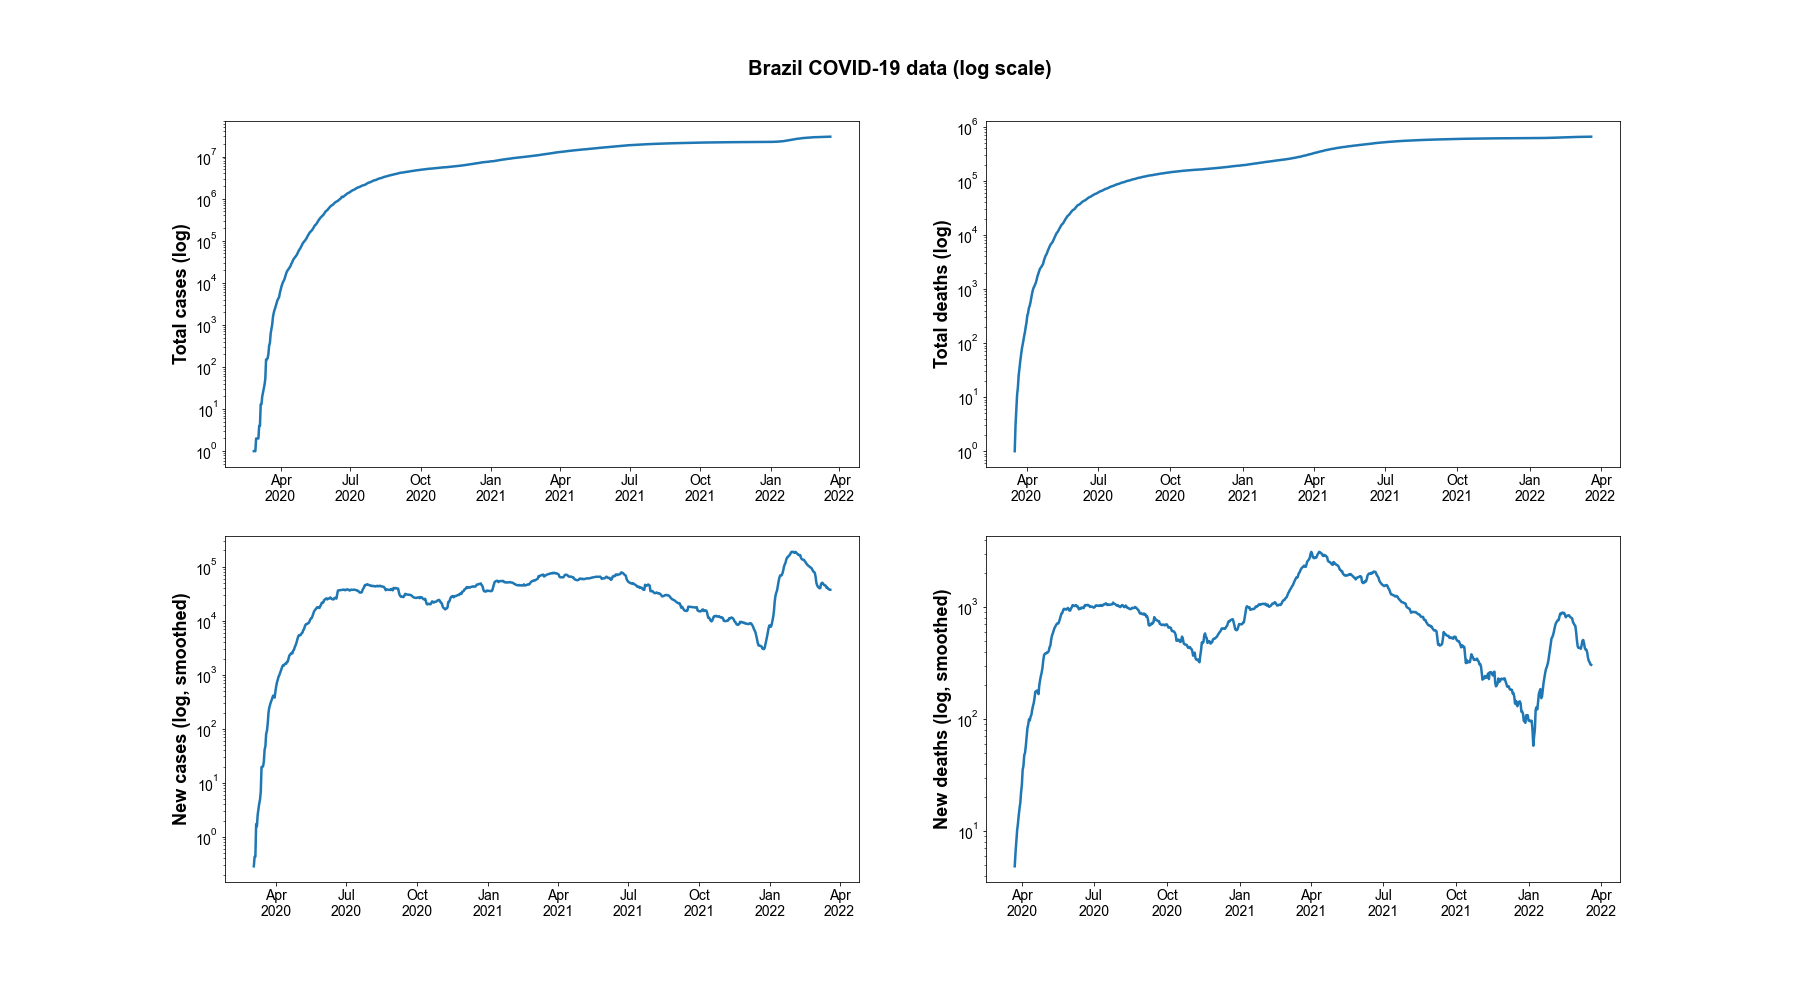 Brazil COVID-19 data (log scale)
Total cases (log)
10^7
10^6
10^5
10^4
10^3
10^2
10^1
10^0
Apr Jul Oct Jan Apr Jul Oct Jan Apr
2020 2020 2020 2021 2021 2021 2021 2022 2022
Total deaths (log)
10^6
10^5
10^4
10^3
10^2
10^1
10^0
Apr Jul Oct Jan Apr Jul Oct Jan Apr
2020 2020 2020 2021 2021 2021 2021 2022 2022
New cases (log, smoothed)
10^5
10^4
10^3
10^2
10^1
10^0
Apr Jul Oct Jan Apr Jul Oct Jan Apr
2020 2020 2020 2021 2021 2021 2021 2022 2022
New deaths (log, smoothed)
10^3
10^2
10^1
Apr Jul Oct Jan Apr Jul Oct Jan Apr
2020 2020 2020 2021 2021 2021 2021 2022 2022